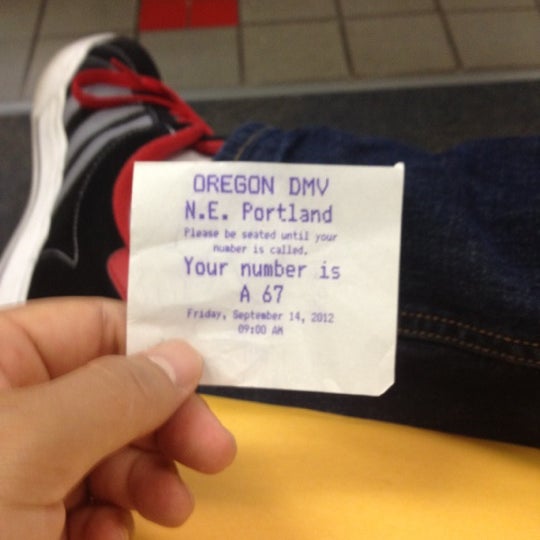 OREGON DMV
N.E. Portland
Please be seated until your
number is called.
Your number is
A 67
Friday, September 14, 2012
09:00 AM